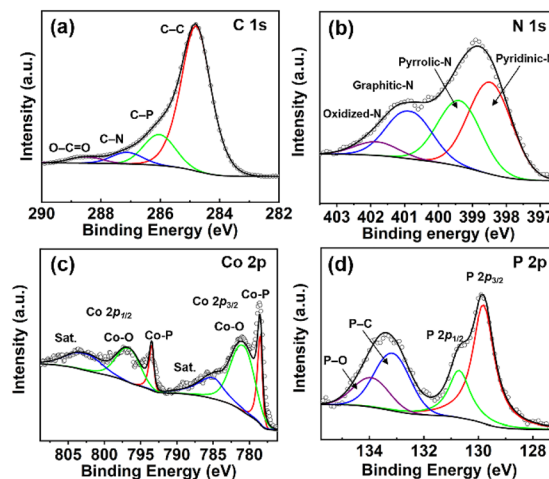 (a)
C 1s
C–C
C–P
C–N
O–C=O
Intensity (a.u.)
290 288 286 284 282
Binding Energy (eV)
(b)
N 1s
Pyrrolic-N
Pyridinic-N
Graphitic-N
Oxidized-N
Intensity (a.u.)
403 401 400 399 397
Binding Energy (eV)
(c)
Co 2p
Co 2p1/2
Co 2p3/2
Co-P
Co-O
Co-P
Co-O
Sat.
Sat.
Intensity (a.u.)
805 800 795 790 785 780
Binding Energy (eV)
(d)
P 2p
P 2p3/2
P 2p1/2
P–C
P–O
Intensity (a.u.)
134 132 130 128
Binding Energy (eV)